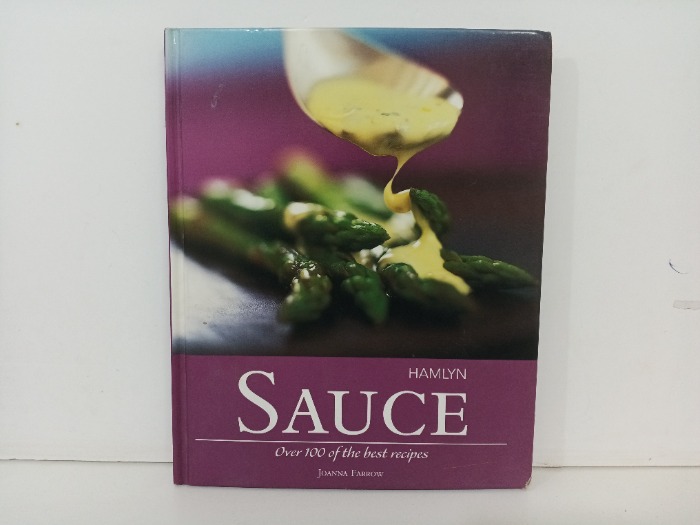 HAMLYN
SAUCE
Over 100 of the best recipes
JOANNA FARROW